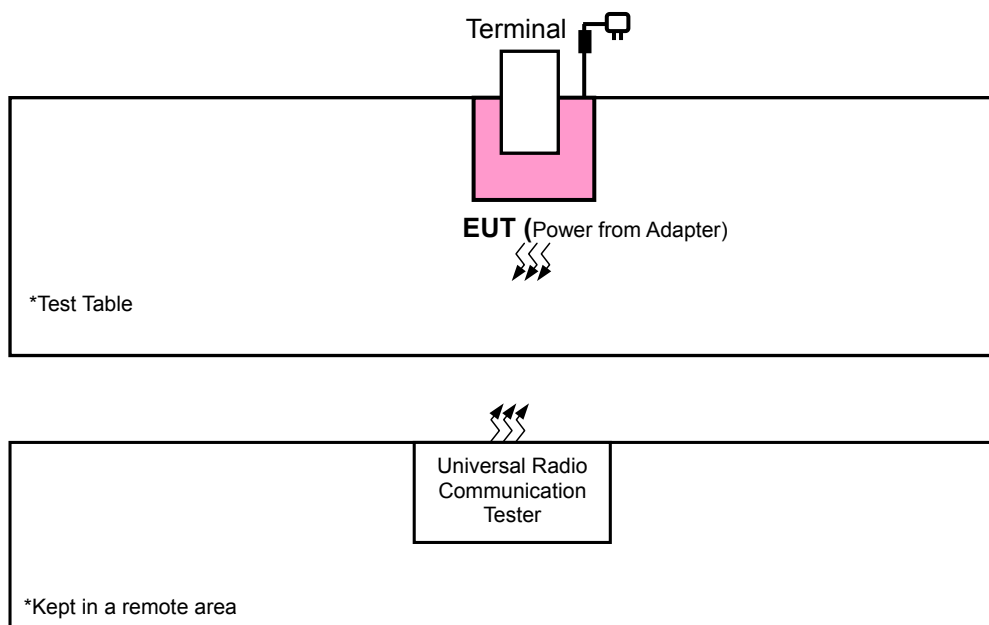 Terminal
EUT (Power from Adapter)
*Test Table
Universal Radio
Communication
Tester
*Kept in a remote area